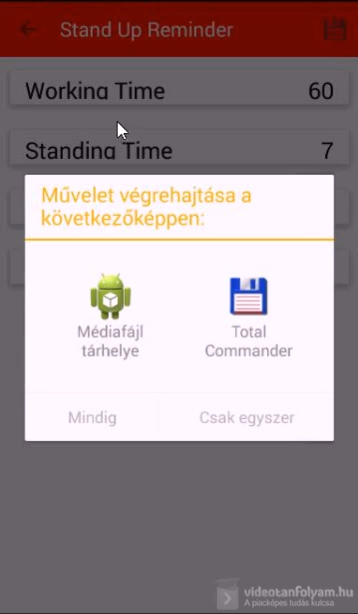 Stand Up Reminder
Working Time 60
Standing Time 7
Művelet végrehajtása a
következőképpen:
Médiafájl
tárhelye
Total
Commander
Mindig
Csak egyszer
videotanfolyam.hu
A piacképes tudás kulcsa